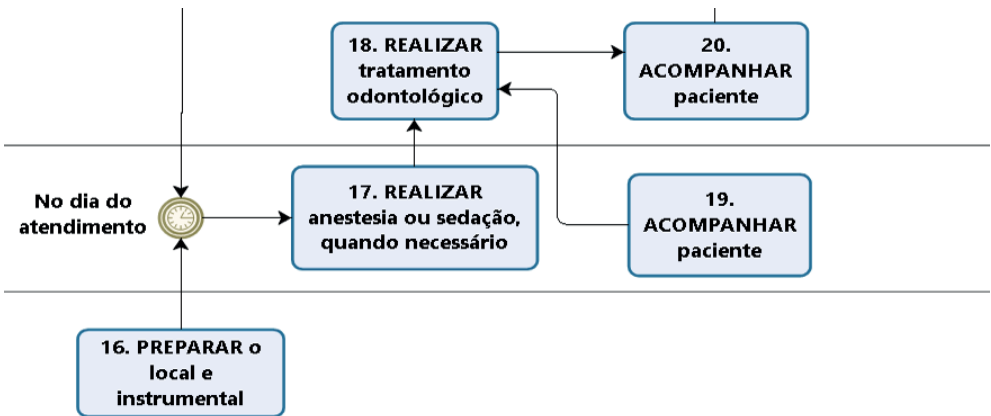 18. REALIZAR
tratamento
odontológico
20.
ACOMPANHAR
paciente
No dia do
atendimento
17. REALIZAR
anestesia ou sedação,
quando necessário
19.
ACOMPANHAR
paciente
16. PREPARAR o
local e
instrumental